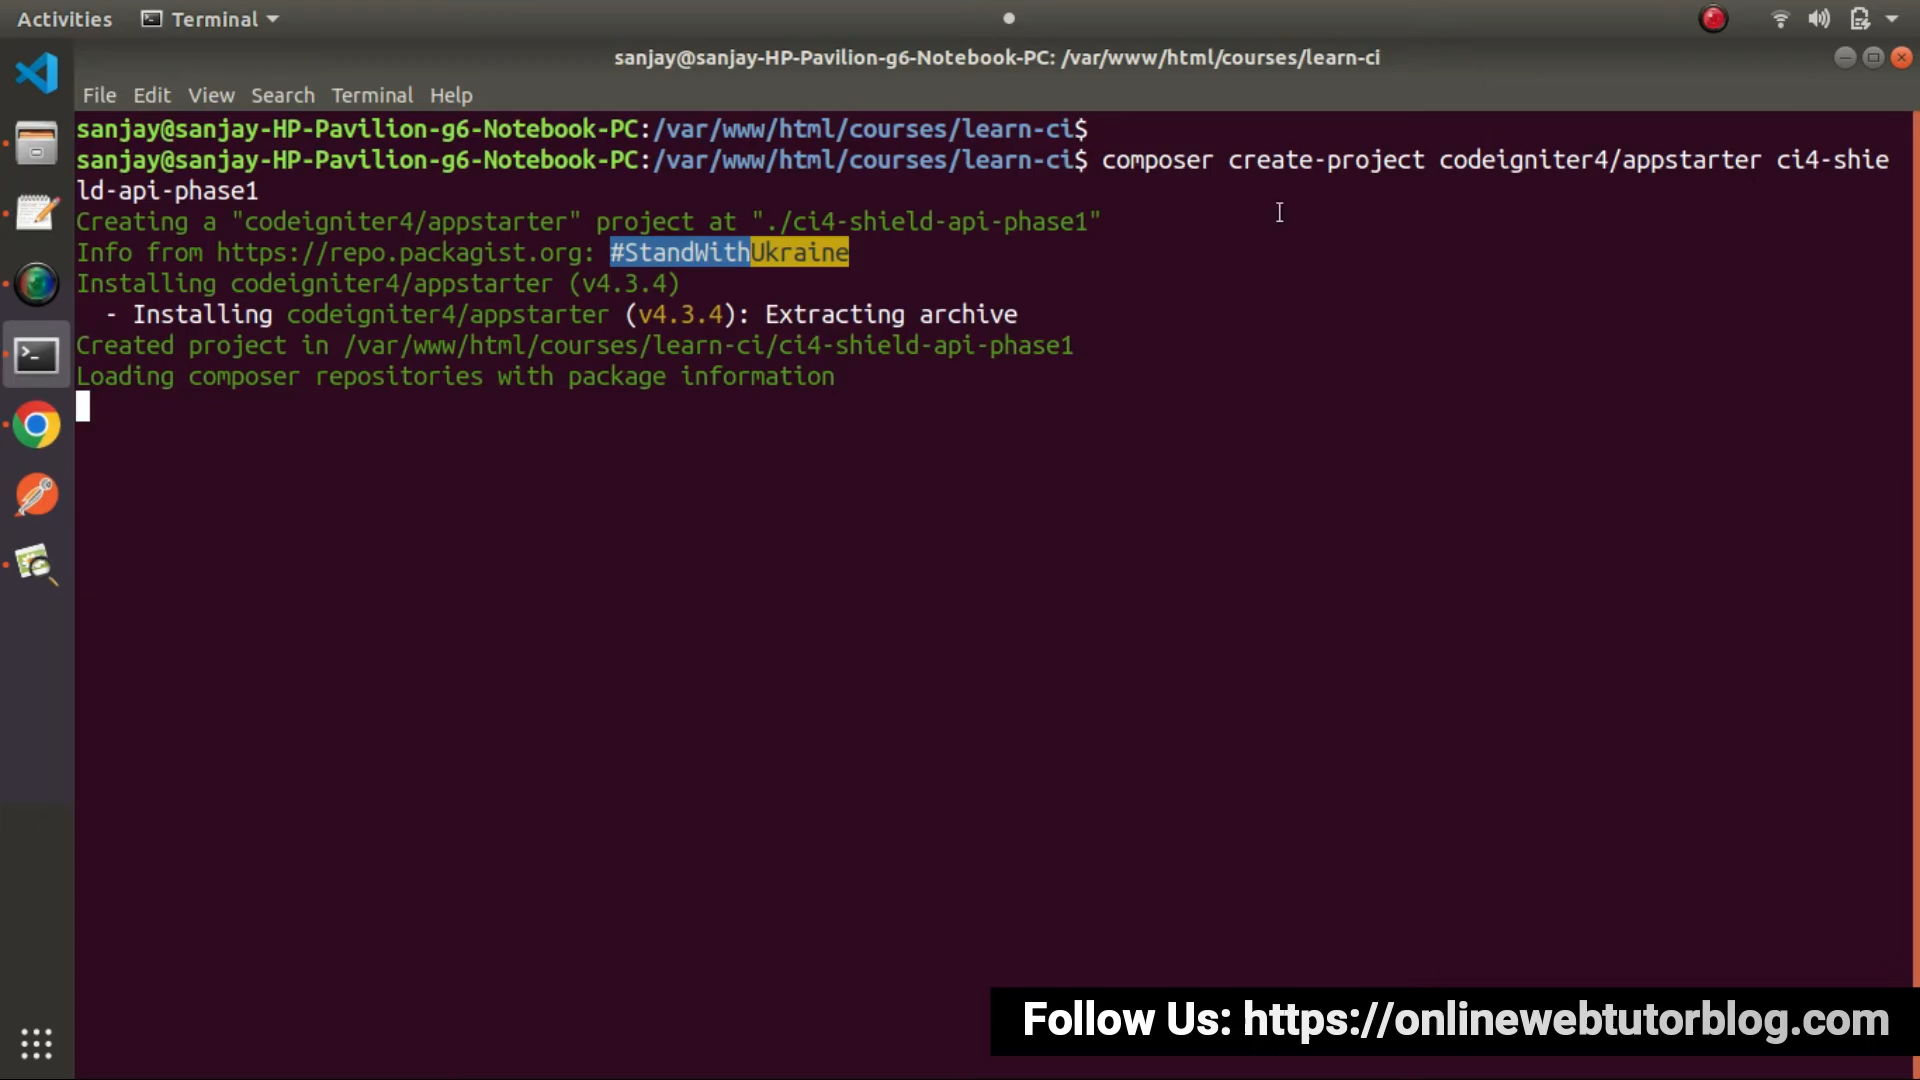 Activities Terminal
sanjay@sanjay-HP-Pavilion-g6-Notebook-PC: /var/www/html/courses/learn-ci
File Edit View Search Terminal Help
sanjay@sanjay-HP-Pavilion-g6-Notebook-PC:/var/www/html/courses/learn-ci$
sanjay@sanjay-HP-Pavilion-g6-Notebook-PC:/var/www/html/courses/learn-ci$ composer create-project codeigniter4/appstarter ci4-shie
ld-api-phase1
Creating a "codeigniter4/appstarter" project at "./ci4-shield-api-phase1"
Info from https://repo.packagist.org: #StandWithUkraine
Installing codeigniter4/appstarter (v4.3.4)
- Installing codeigniter4/appstarter (v4.3.4): Extracting archive
Created project in /var/www/html/courses/learn-ci/ci4-shield-api-phase1
Loading composer repositories with package information
Follow Us: https://onlinewebtutorblog.com